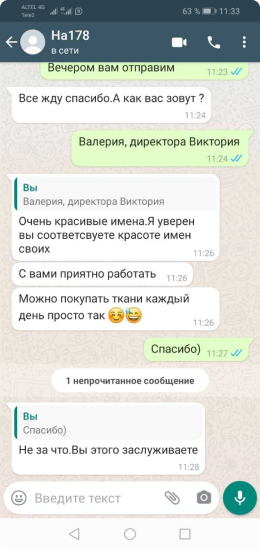 ALTEL 4G
Tele2
4G
63 %
11:33
На178
в сети
Вечером вам отправим
11:23
Все жду спасибо.А как вас зовут ?
11:24
Валерия, директора Виктория
11:24
Вы
Валерия, директора Виктория
Очень красивые имена.Я уверен
вы соответсвуете красоте имен
своих
11:26
С вами приятно работать
11:26
Можно покупать ткани каждый
день просто так 😊😅
11:26
Спасибо)
11:27
1 непрочитанное сообщение
Вы
Спасибо)
Не за что.Вы этого заслуживаете
11:28
Введите текст